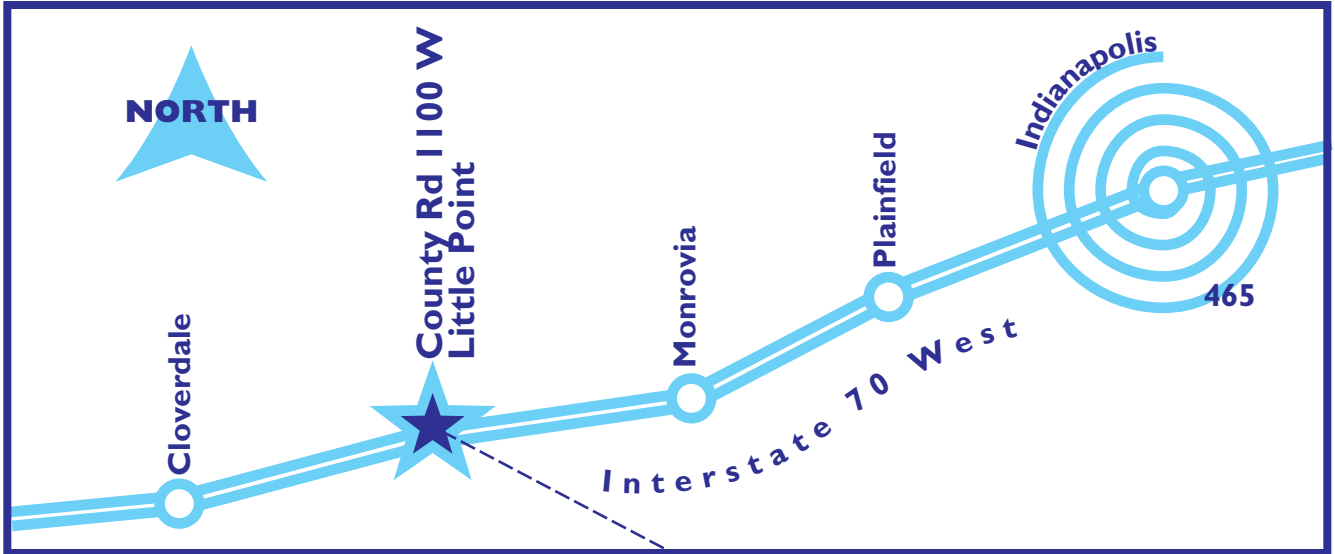 NORTH
County Rd 1100 W
Little Point
Indianapolis
Plainfield
Monrovia
465
Cloverdale
Interstate 70 West